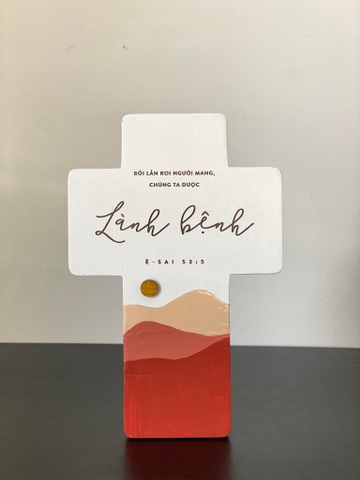 BỞI LẰN ROI NGƯỜI MANG,
CHÚNG TA ĐƯỢC
Lành bệnh
Ê-SAI 53:5